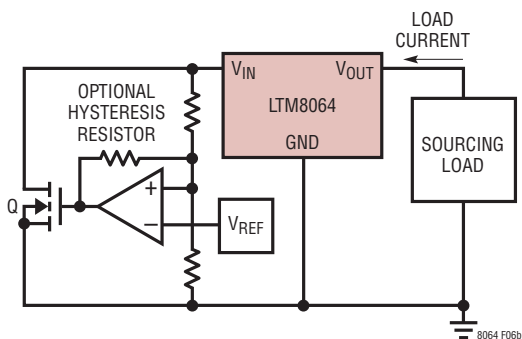 LOAD
CURRENT
VIN
VOUT
OPTIONAL
HYSTERESIS
RESISTOR
LTM8064
GND
SOURCING
LOAD
+
Q
−
VREF
8064 F06b